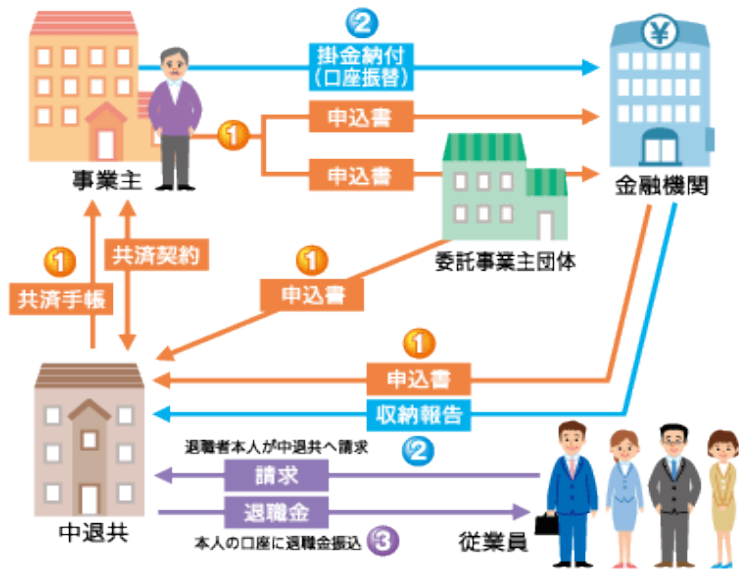 ②
掛金納付
(口座振替)
¥
①
申込書
申込書
事業主
金融機関
委託事業主団体
①
共済契約
共済手帳
①
申込書
①
申込書
収納報告
②
退職者本人が中退共へ請求
請求
退職金
本人の口座に退職金振込 ③
中退共
従業員